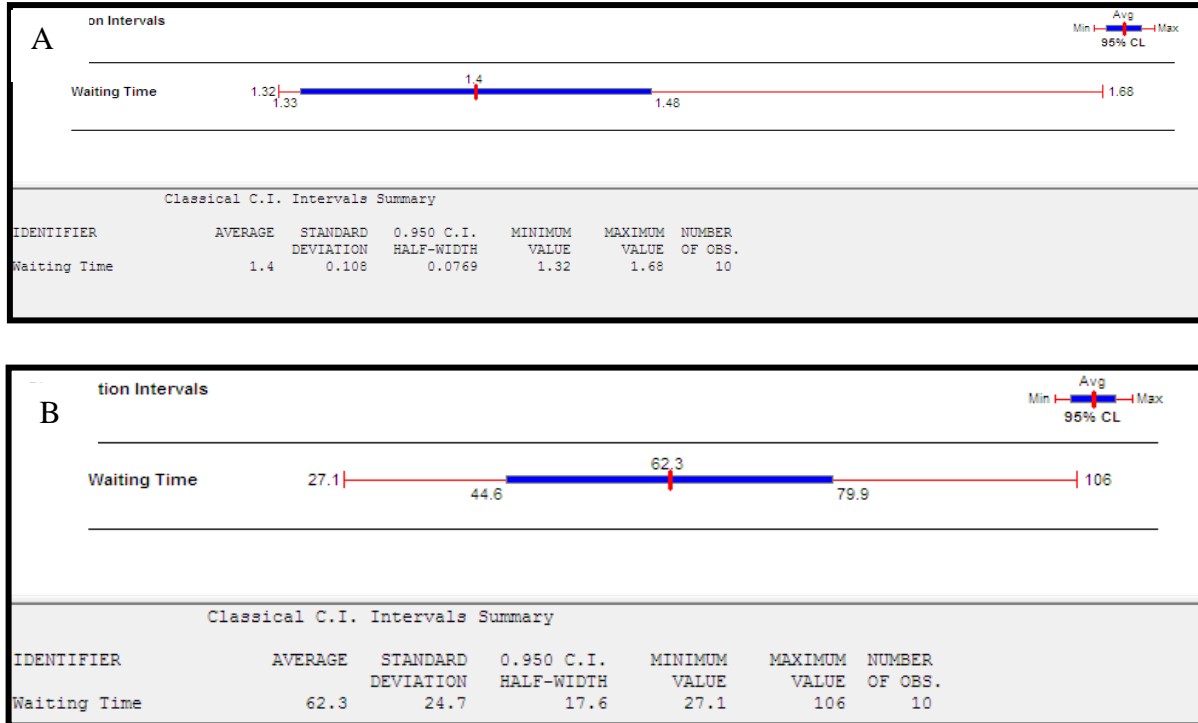 A
on Intervals
Avg
Min Max
95% CL
1.4
Waiting Time 1.32 1.68
1.33 1.48
Classical C.I. Intervals Summary
IDENTIFIER AVERAGE STANDARD 0.950 C.I. MINIMUM MAXIMUM NUMBER
DEVIATION HALF-WIDTH VALUE VALUE OF OBS.
Waiting Time 1.4 0.108 0.0769 1.32 1.68 10
B
tion Intervals
Avg
Min Max
95% CL
62.3
Waiting Time 27.1 106
44.6 79.9
Classical C.I. Intervals Summary
IDENTIFIER AVERAGE STANDARD 0.950 C.I. MINIMUM MAXIMUM NUMBER
DEVIATION HALF-WIDTH VALUE VALUE OF OBS.
Waiting Time 62.3 24.7 17.6 27.1 106 10